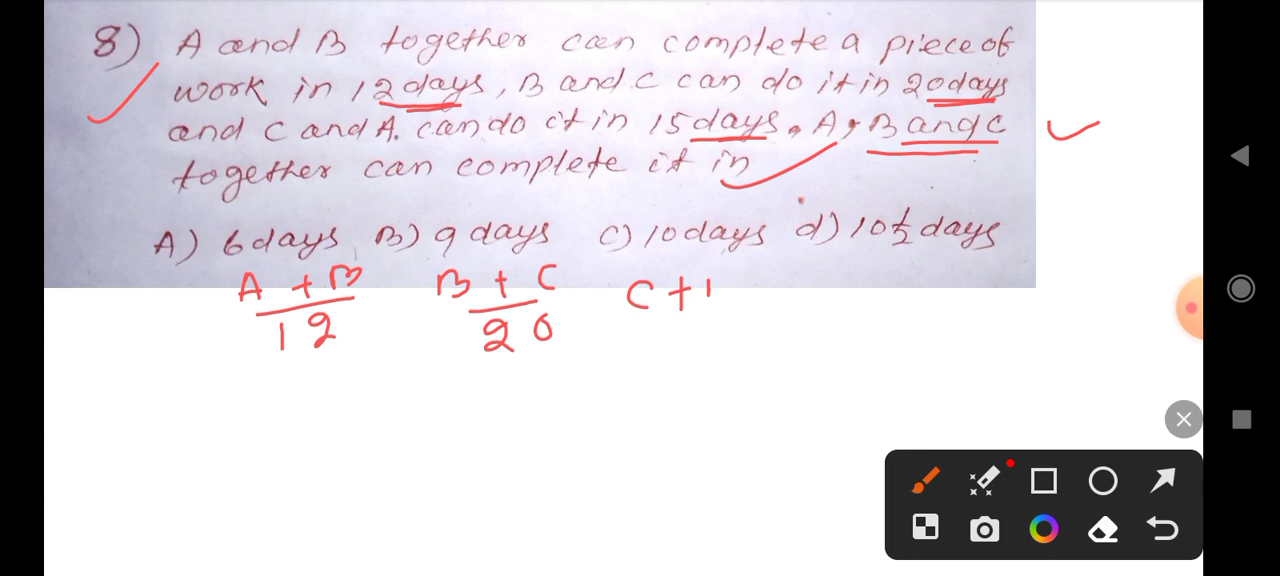 8) A and B together can complete a piece of
work in 12 days, B and C can do it in 20 days
and C and A. can do it in 15 days. A, B and C
together can complete it in
A) 6 days B) 9 days C) 10 days d) 10 1/2 days
A + B B + C C +
12 20